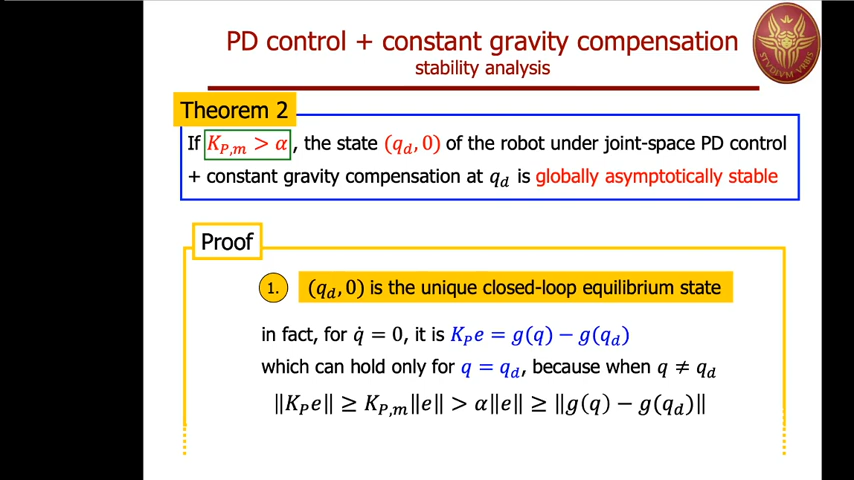 PD control + constant gravity compensation
stability analysis
STVDIVM VRBIS
Theorem 2
If K_{P,m} > α, the state (q_d, 0) of the robot under joint-space PD control
+ constant gravity compensation at q_d is globally asymptotically stable
Proof
1. (q_d, 0) is the unique closed-loop equilibrium state
in fact, for q̇ = 0, it is K_P e = g(q) − g(q_d)
which can hold only for q = q_d, because when q ≠ q_d
‖K_P e‖ ≥ K_{P,m}‖e‖ > α‖e‖ ≥ ‖g(q) − g(q_d)‖